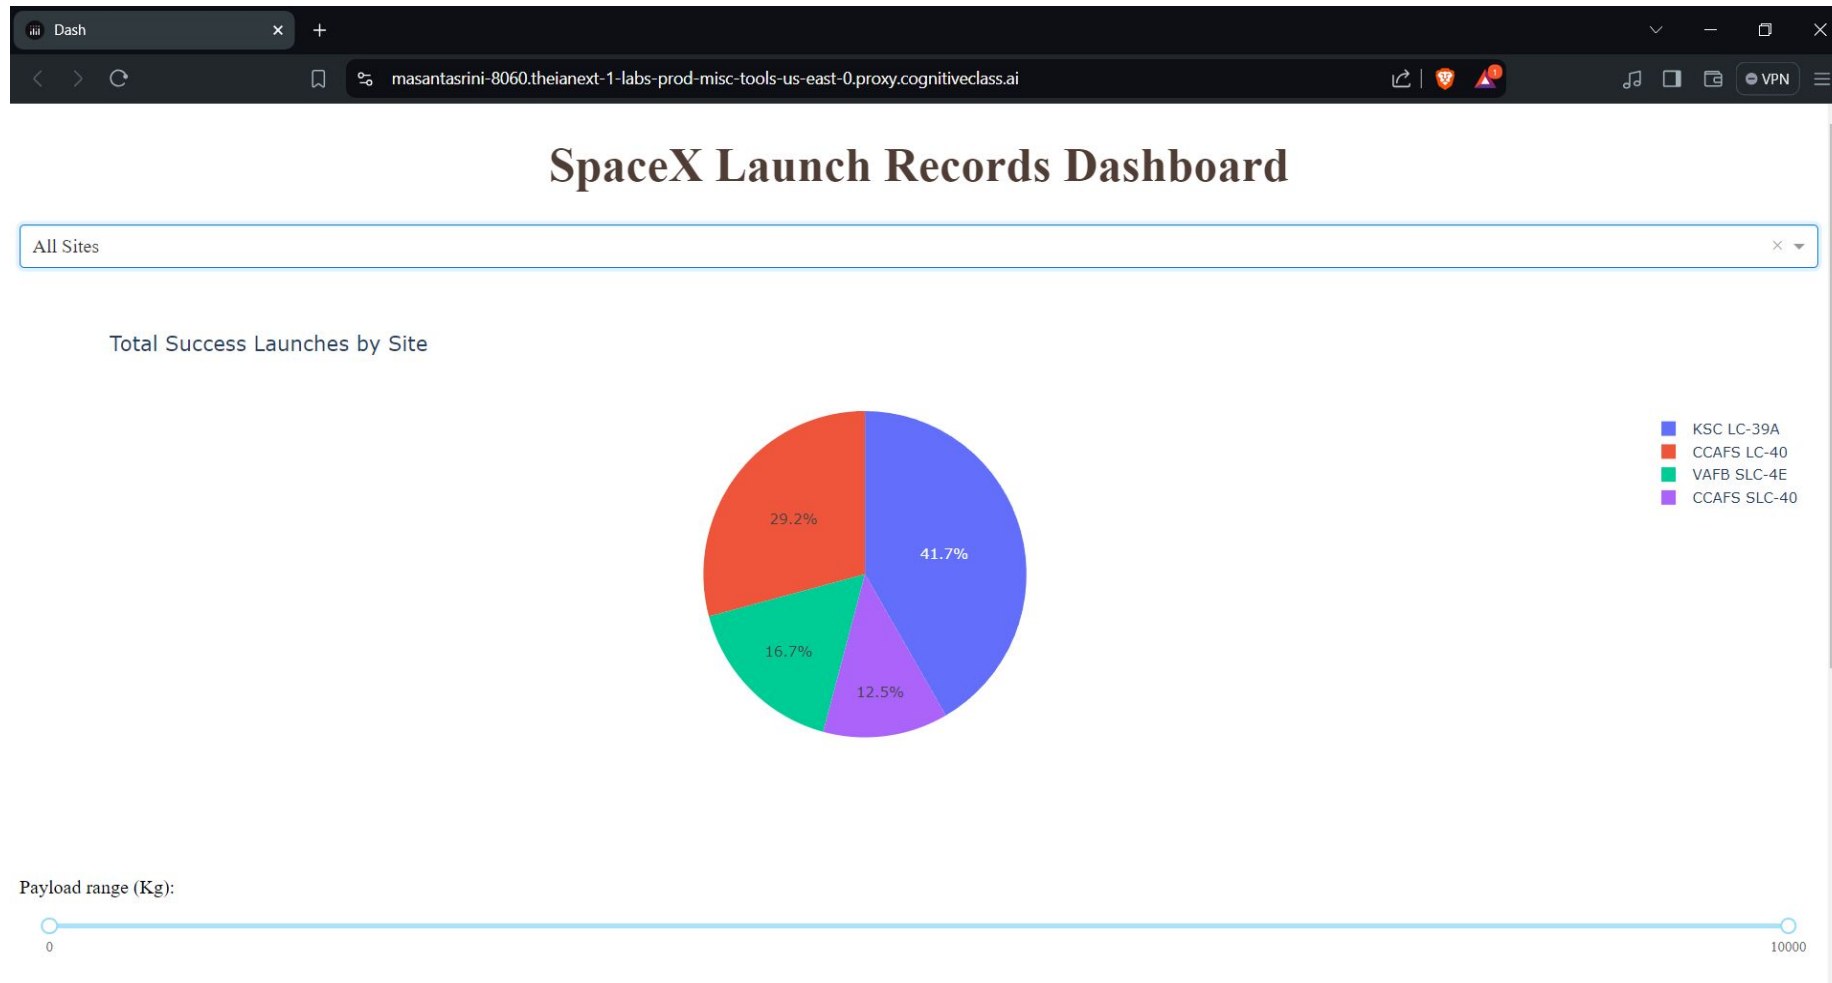 Dash
masantasrini-8060.theianext-1-labs-prod-misc-tools-us-east-0.proxy.cognitiveclass.ai
1
VPN
SpaceX Launch Records Dashboard
All Sites
Total Success Launches by Site
KSC LC-39A
CCAFS LC-40
VAFB SLC-4E
CCAFS SLC-40
29.2%
41.7%
16.7%
12.5%
Payload range (Kg):
0
10000